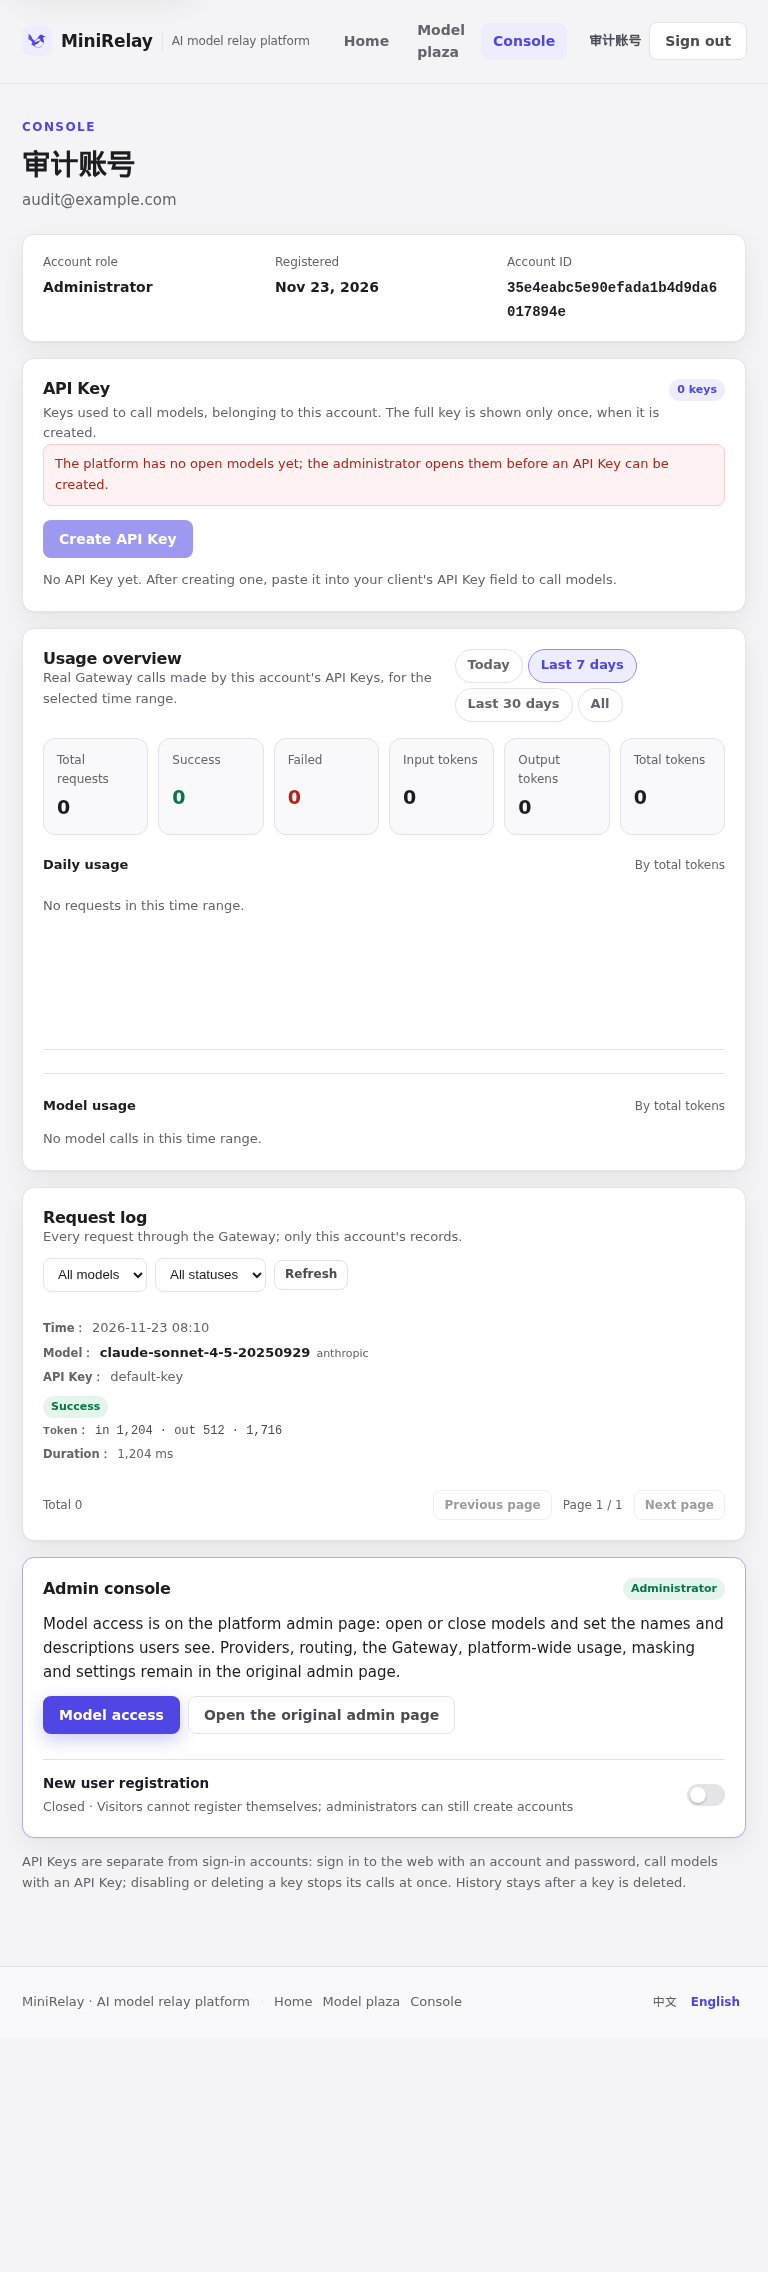 MiniRelay
AI model relay platform
Home
Model
plaza
Console
审计账号
Sign out
CONSOLE
审计账号
audit@example.com
Account role
Administrator
Registered
Nov 23, 2026
Account ID
35e4eabc5e90efada1b4d9da6
017894e
API Key
0 keys
Keys used to call models, belonging to this account. The full key is shown only once, when it is
created.
The platform has no open models yet; the administrator opens them before an API Key can be
created.
Create API Key
No API Key yet. After creating one, paste it into your client's API Key field to call models.
Usage overview
Real Gateway calls made by this account's API Keys, for the
selected time range.
Today
Last 7 days
Last 30 days
All
Total
requests
0
Success
0
Failed
0
Input tokens
0
Output
tokens
0
Total tokens
0
Daily usage
By total tokens
No requests in this time range.
Model usage
By total tokens
No model calls in this time range.
Request log
Every request through the Gateway; only this account's records.
All models
All statuses
Refresh
Time： 2026-11-23 08:10
Model： claude-sonnet-4-5-20250929 anthropic
API Key： default-key
Success
Token： in 1,204 · out 512 · 1,716
Duration： 1,204 ms
Total 0
Previous page
Page 1 / 1
Next page
Admin console
Administrator
Model access is on the platform admin page: open or close models and set the names and
descriptions users see. Providers, routing, the Gateway, platform-wide usage, masking
and settings remain in the original admin page.
Model access
Open the original admin page
New user registration
Closed · Visitors cannot register themselves; administrators can still create accounts
API Keys are separate from sign-in accounts: sign in to the web with an account and password, call models
with an API Key; disabling or deleting a key stops its calls at once. History stays after a key is deleted.
MiniRelay · AI model relay platform · Home Model plaza Console
中文
English